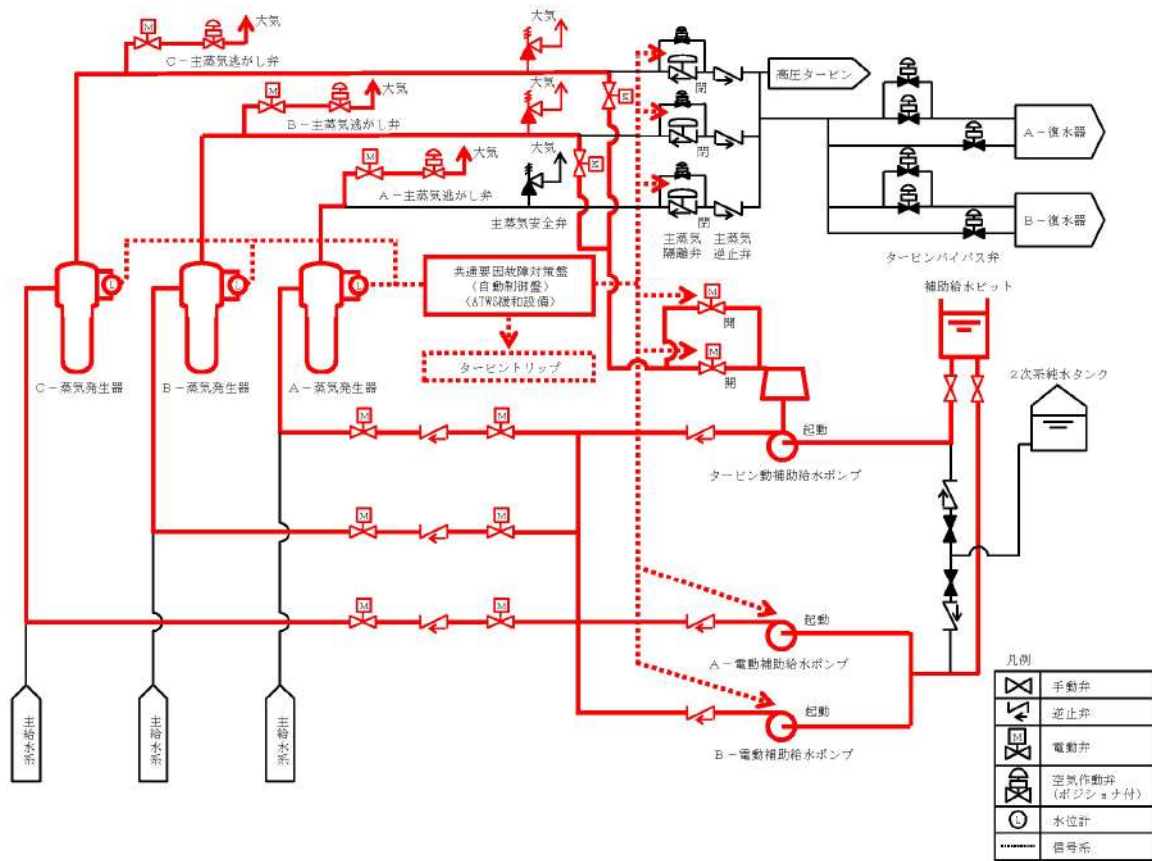 大気
M
C－主蒸気逃がし弁
大気
大気
M
B－主蒸気逃がし弁
大気
大気
M
A－主蒸気逃がし弁
大気
主蒸気安全弁
M
M
閉
閉
閉
主蒸気
隔離弁
主蒸気
逆止弁
高圧タービン
A－復水器
B－復水器
タービンバイパス弁
L
L
L
C－蒸気発生器
B－蒸気発生器
A－蒸気発生器
共通要因故障対策盤
(自動制御盤)
(ATWS緩和設備)
タービントリップ
M
開
M
開
補助給水ピット
2次系純水タンク
M
M
起動
タービン動補助給水ポンプ
M
M
M
M
起動
A－電動補助給水ポンプ
起動
B－電動補助給水ポンプ
主給水系
主給水系
主給水系
凡例
手動弁
逆止弁
M
電動弁
空気作動弁
(ポジショナ付)
L
水位計
信号系